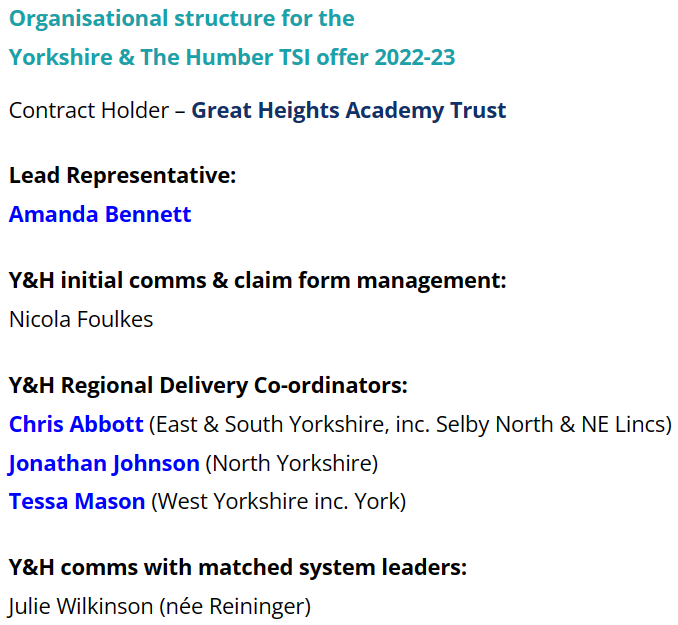 Organisational structure for the
Yorkshire & The Humber TSI offer 2022-23
Contract Holder – Great Heights Academy Trust
Lead Representative:
Amanda Bennett
Y&H initial comms & claim form management:
Nicola Foulkes
Y&H Regional Delivery Co-ordinators:
Chris Abbott (East & South Yorkshire, inc. Selby North & NE Lincs)
Jonathan Johnson (North Yorkshire)
Tessa Mason (West Yorkshire inc. York)
Y&H comms with matched system leaders:
Julie Wilkinson (née Reininger)